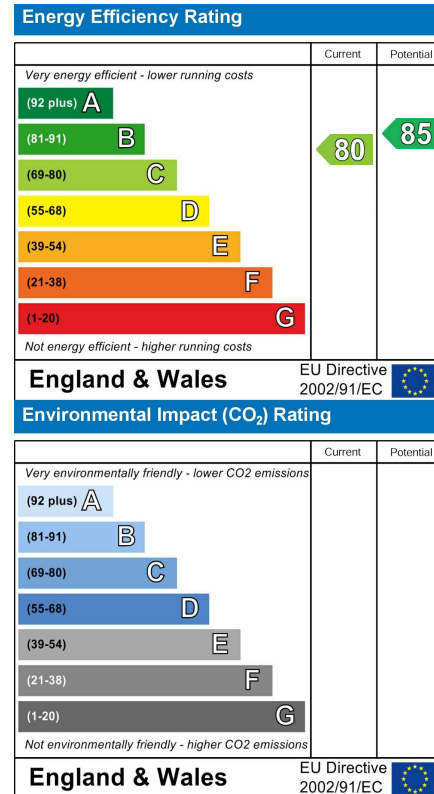 Energy Efficiency Rating
Current Potential
Very energy efficient - lower running costs
(92 plus) A
(81-91) B
(69-80) C
(55-68) D
(39-54) E
(21-38) F
(1-20) G
80
85
Not energy efficient - higher running costs
England & Wales
EU Directive
2002/91/EC
Environmental Impact (CO₂) Rating
Current Potential
Very environmentally friendly - lower CO2 emissions
(92 plus) A
(81-91) B
(69-80) C
(55-68) D
(39-54) E
(21-38) F
(1-20) G
Not environmentally friendly - higher CO2 emissions
England & Wales
EU Directive
2002/91/EC